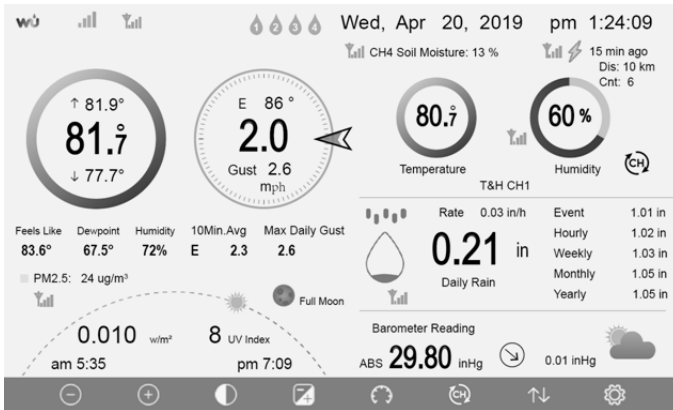 wu
1 2 3 4
Wed, Apr 20, 2019 pm 1:24:09
CH4 Soil Moisture: 13 %
15 min ago
Dis: 10 km
Cnt: 6
↑ 81.9°
81.7°
↓ 77.7°
E 86 °
2.0
Gust 2.6
mph
80.7°
Temperature
60 %
Humidity
CH
T&H CH1
Feels Like Dewpoint Humidity 10Min.Avg Max Daily Gust
83.6° 67.5° 72% E 2.3 2.6
PM2.5: 24 ug/m³
Full Moon
0.010 w/m² 8 UV Index
am 5:35 pm 7:09
Rate 0.03 in/h
0.21 in
Daily Rain
Event 1.01 in
Hourly 1.02 in
Weekly 1.03 in
Monthly 1.05 in
Yearly 1.05 in
Barometer Reading
ABS 29.80 inHg 0.01 inHg
CH